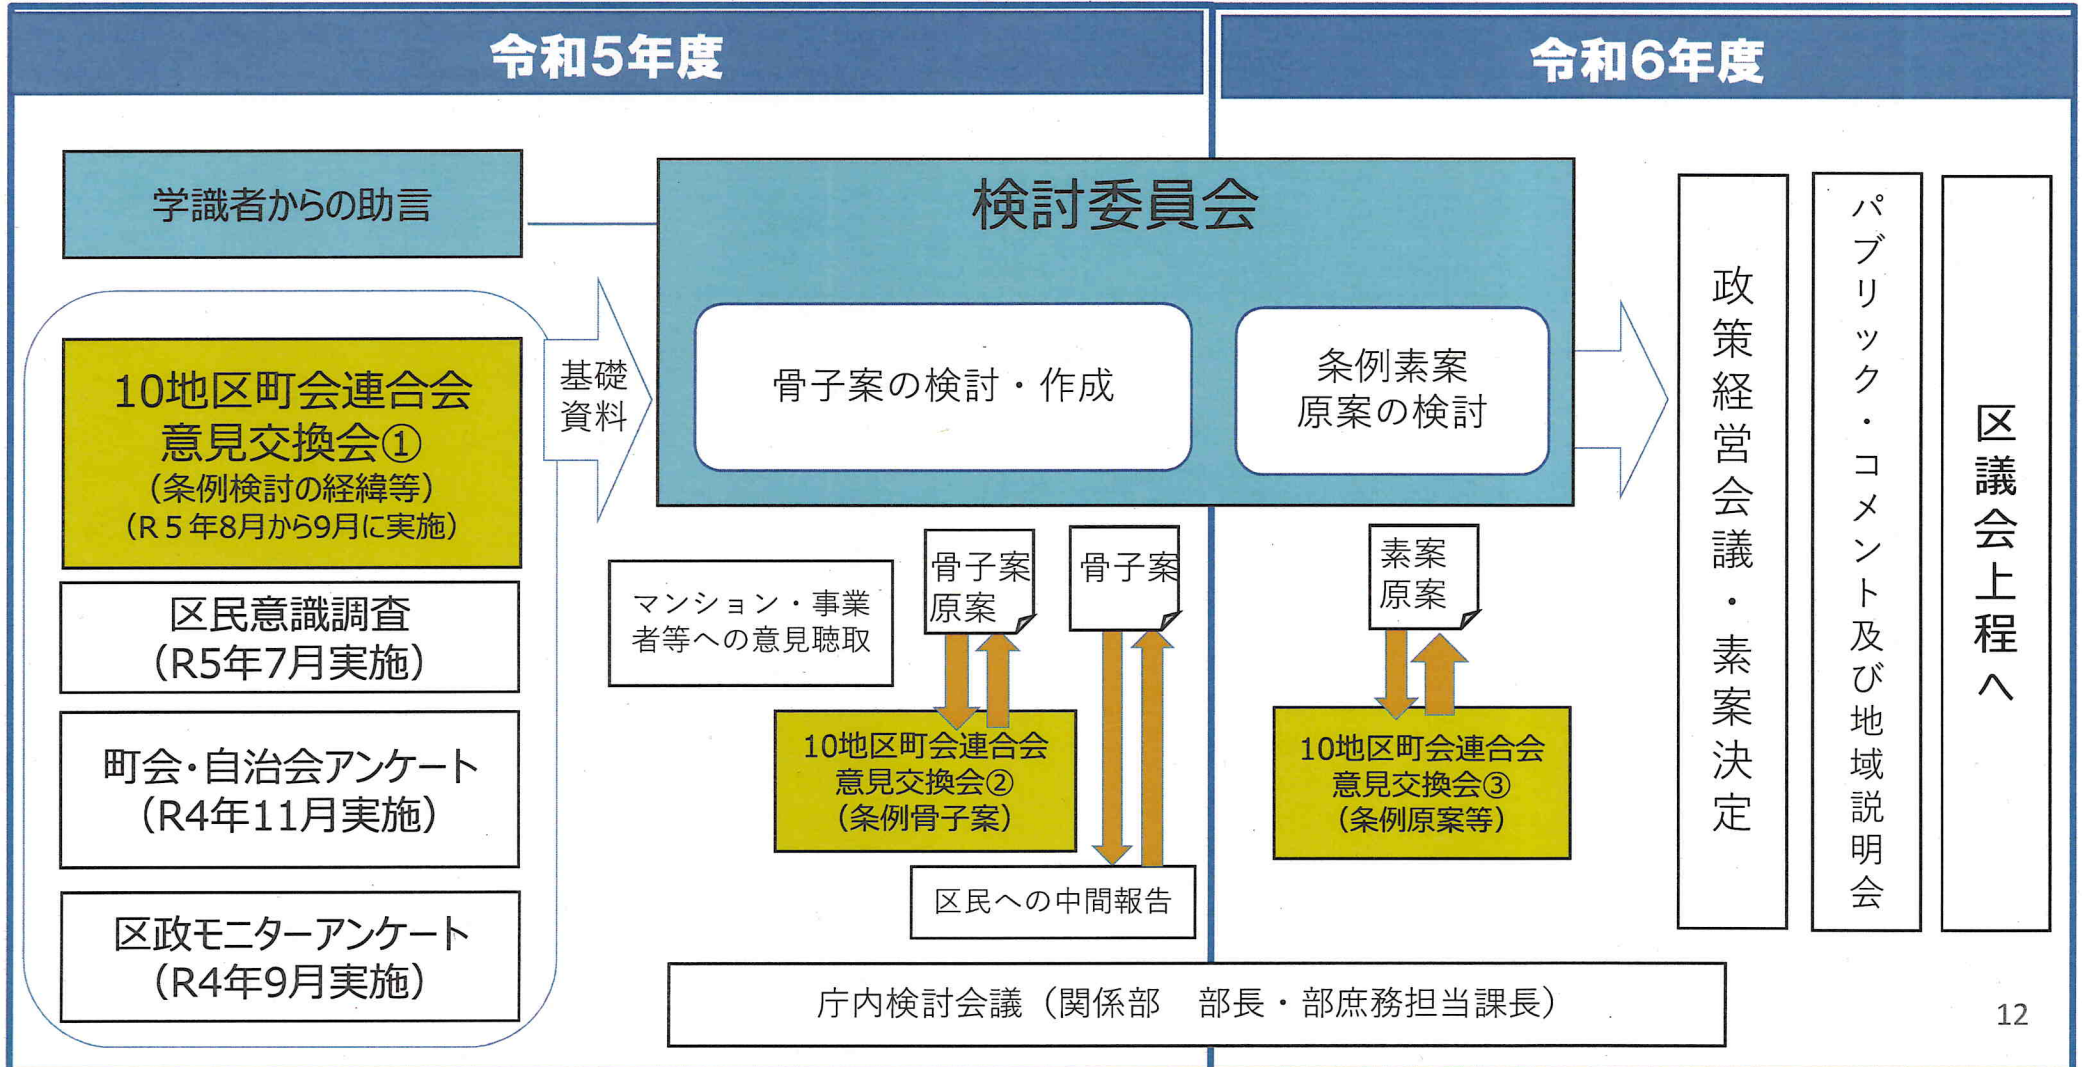 令和5年度
令和6年度
学識者からの助言
10地区町会連合会
意見交換会①
（条例検討の経緯等）
（R５年8月から9月に実施）
区民意識調査
（R5年7月実施）
町会・自治会アンケート
（R4年11月実施）
区政モニターアンケート
（R4年9月実施）
基礎
資料
検討委員会
骨子案の検討・作成
条例素案
原案の検討
マンション・事業
者等への意見聴取
骨子案
原案
骨子案
素案
原案
10地区町会連合会
意見交換会②
（条例骨子案）
区民への中間報告
10地区町会連合会
意見交換会③
（条例原案等）
庁内検討会議（関係部　部長・部庶務担当課長）
政策経営会議・素案決定
パブリック・コメント及び地域説明会
区議会上程へ
12